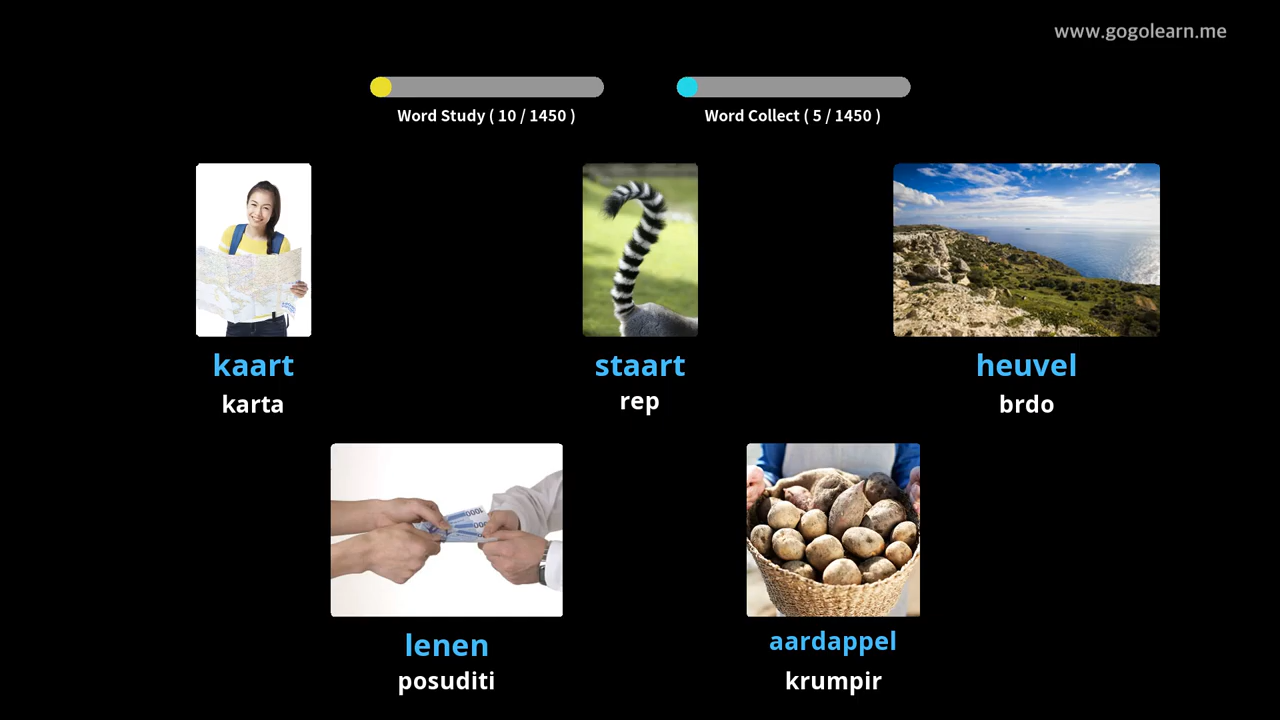 www.gogolearn.me
Word Study ( 10 / 1450 )
Word Collect ( 5 / 1450 )
kaart
karta
staart
rep
heuvel
brdo
lenen
posuditi
aardappel
krumpir